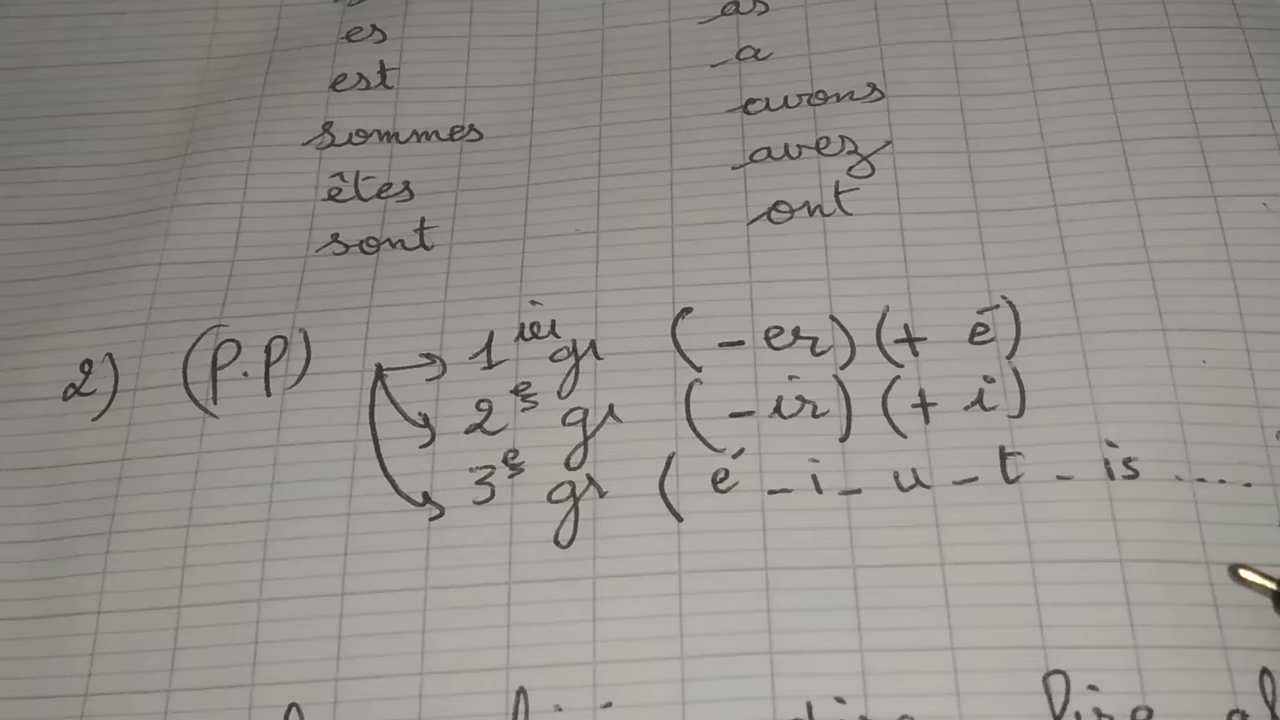 es as
est a
sommes avons
êtes avez
sont ont
2) (P.P) → 1ier gr (- er) (+ é)
2e gr (- ir) (+ i)
3e gr ( é - i - u - t - is ....